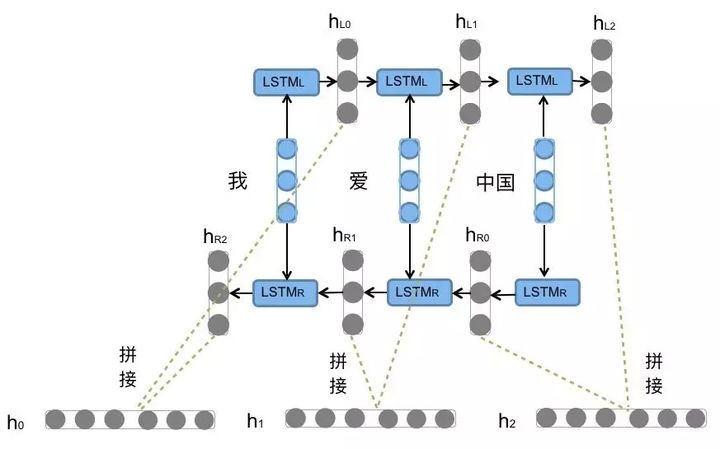 hL0 hL1 hL2
LSTML LSTML LSTML
我 爱 中国
hR2 hR1 hR0
LSTMR LSTMR LSTMR
拼接 拼接 拼接
h0 h1 h2